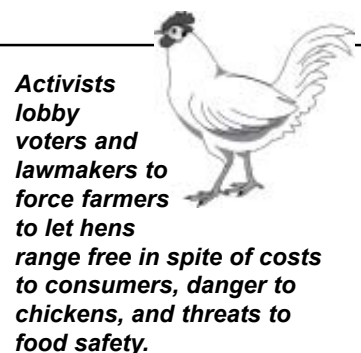 Activists
lobby
voters and
lawmakers to
force farmers
to let hens
range free in spite of costs
to consumers, danger to
chickens, and threats to
food safety.